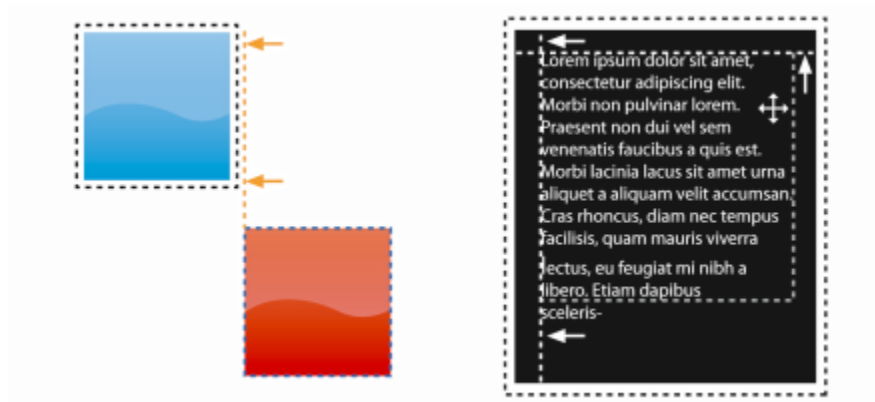 Lorem ipsum dolor sit amet,
consectetur adipiscing elit.
Morbi non pulvinar lorem.
Praesent non dui vel sem
venenatis faucibus a quis est.
Morbi lacinia lacus sit amet urna
aliquet a aliquam velit accumsan.
Cras rhoncus, diam nec tempus
facilisis, quam mauris viverra
lectus, eu feugiat mi nibh a
libero. Etiam dapibus
sceleris-